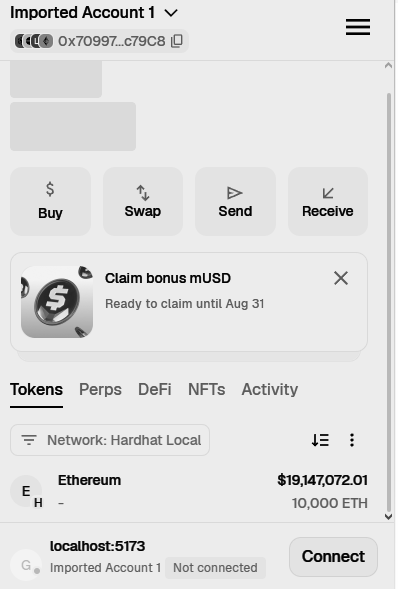 Imported Account 1
0x70997...c79C8
Buy
Swap
Send
Receive
Claim bonus mUSD
Ready to claim until Aug 31
Tokens Perps DeFi NFTs Activity
Network: Hardhat Local
E
H
Ethereum $19,147,072.01
- 10,000 ETH
G
localhost:5173
Imported Account 1 Not connected
Connect